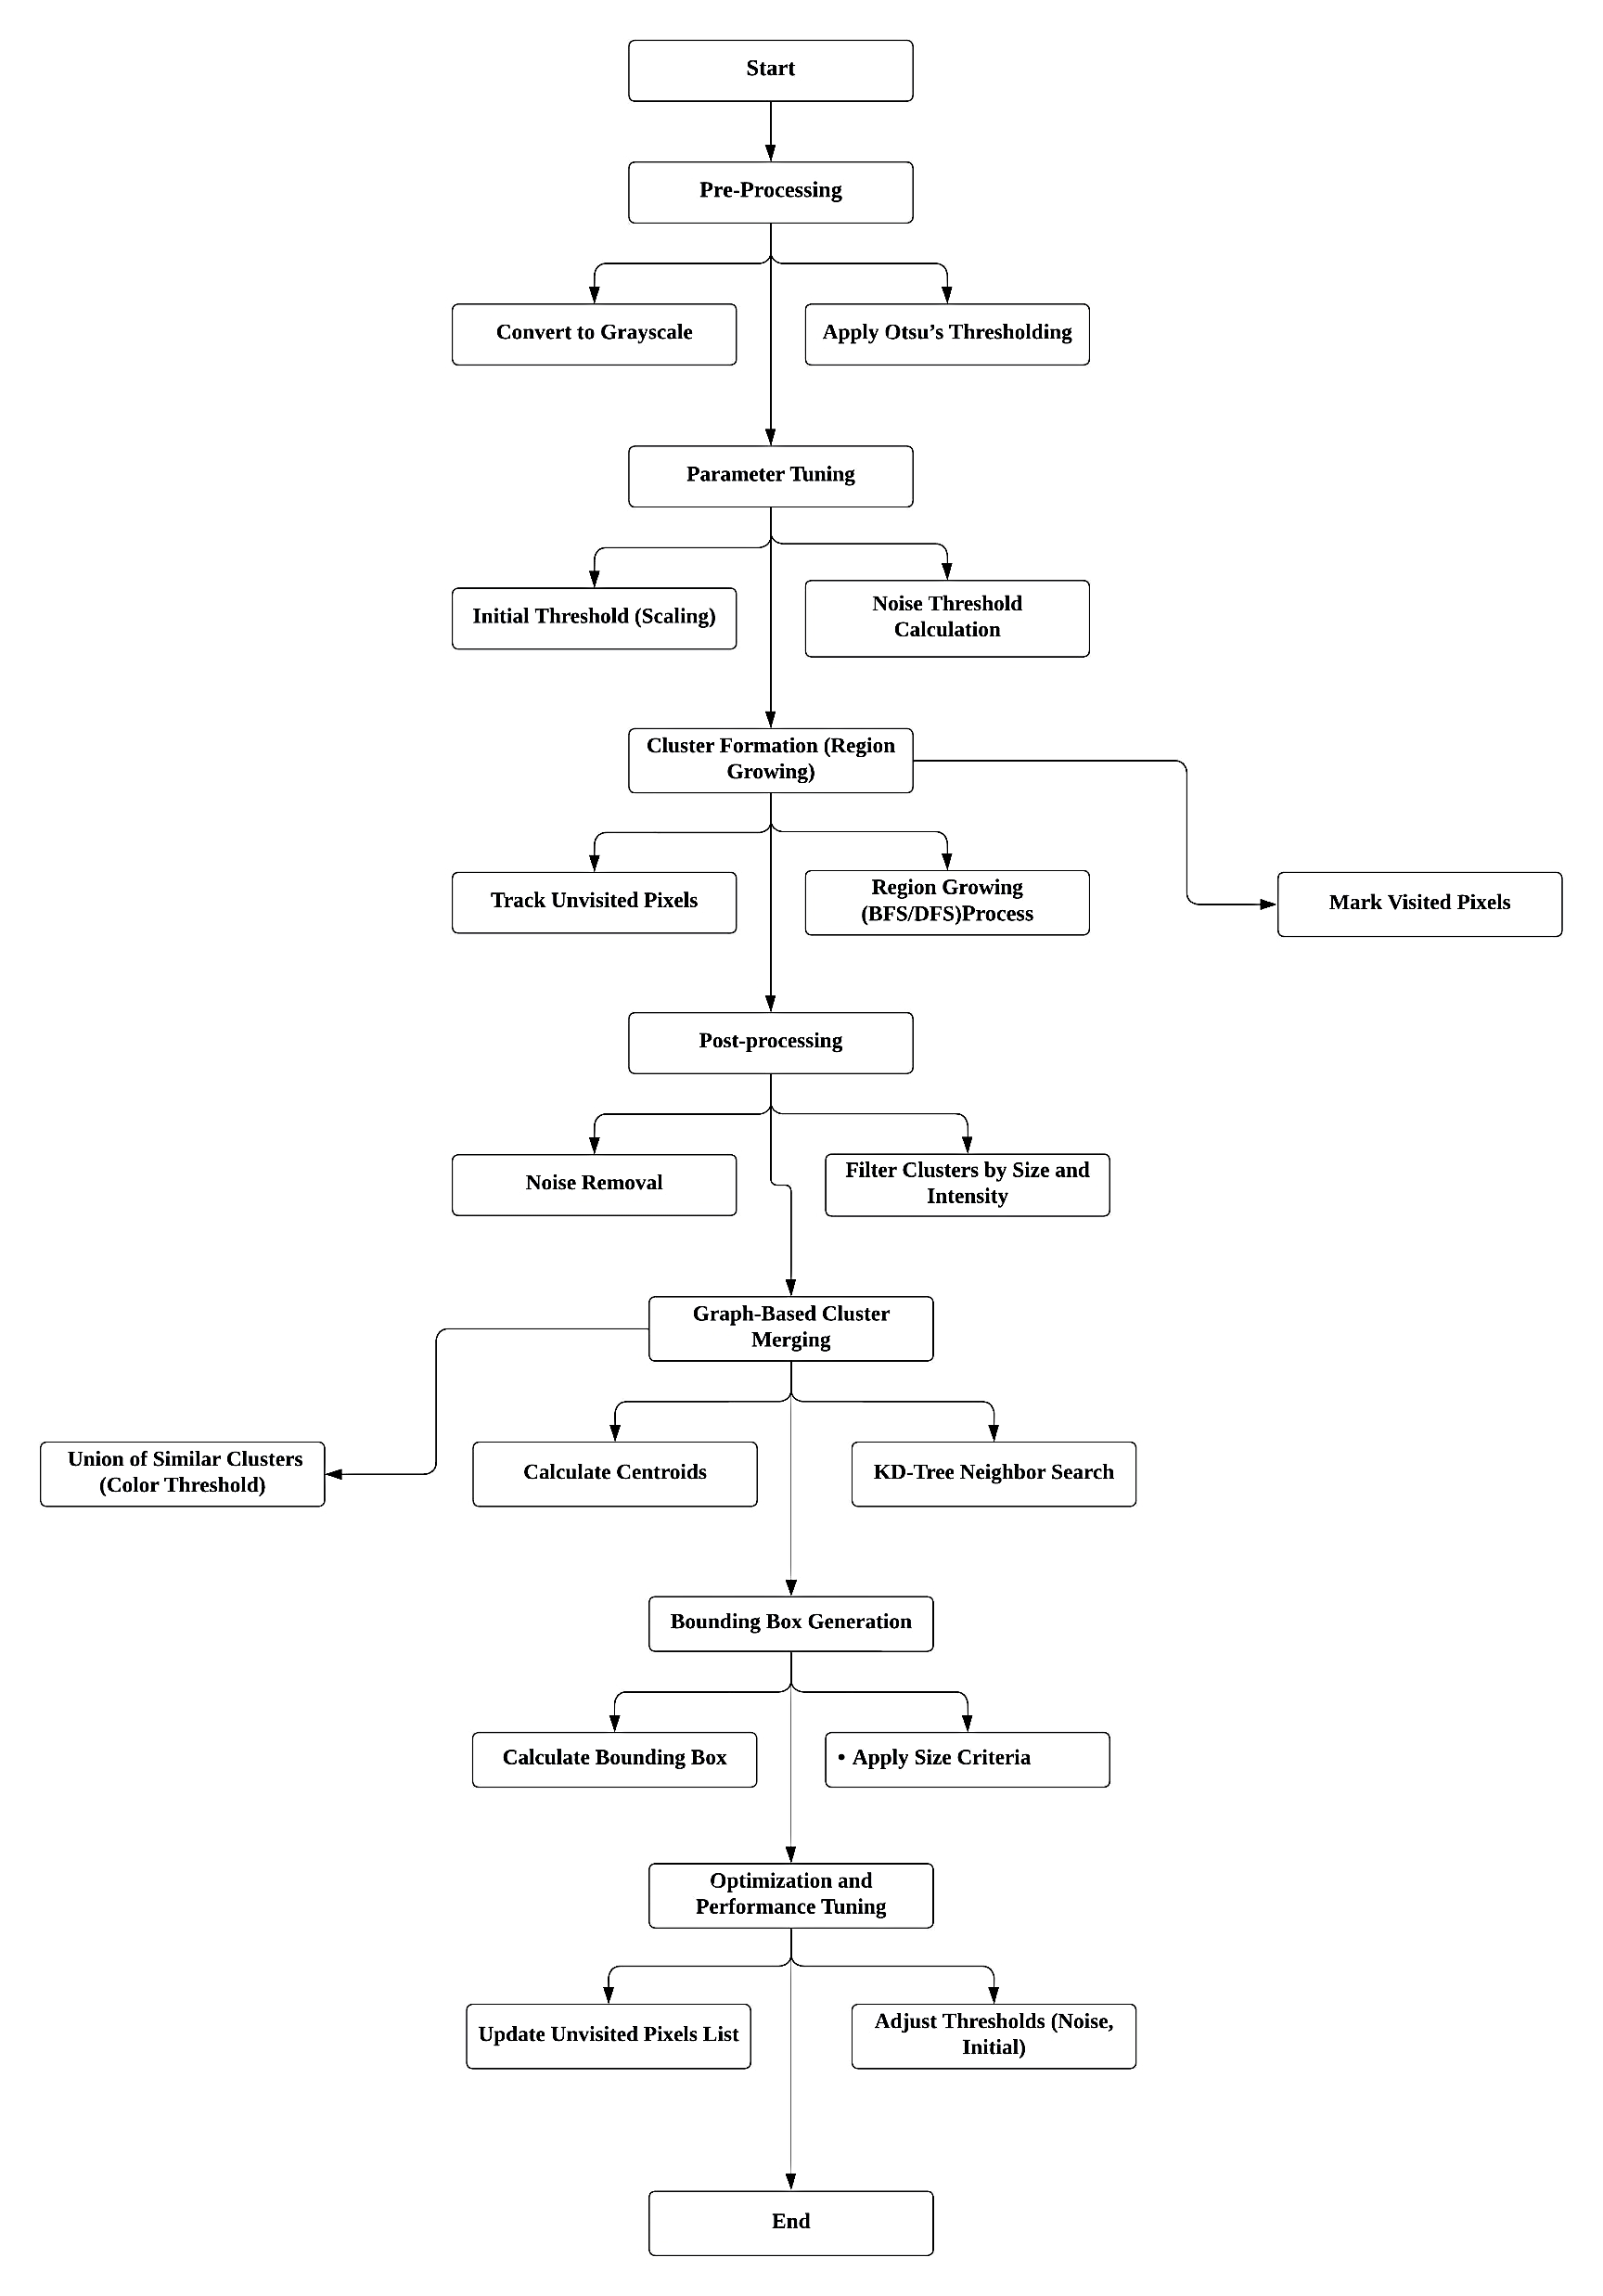 Start
Pre-Processing
Convert to Grayscale
Apply Otsu’s Thresholding
Parameter Tuning
Initial Threshold (Scaling)
Noise Threshold
Calculation
Cluster Formation (Region
Growing)
Track Unvisited Pixels
Region Growing
(BFS/DFS)Process
Mark Visited Pixels
Post-processing
Noise Removal
Filter Clusters by Size and
Intensity
Graph-Based Cluster
Merging
Union of Similar Clusters
(Color Threshold)
Calculate Centroids
KD-Tree Neighbor Search
Bounding Box Generation
Calculate Bounding Box
• Apply Size Criteria
Optimization and
Performance Tuning
Update Unvisited Pixels List
Adjust Thresholds (Noise,
Initial)
End